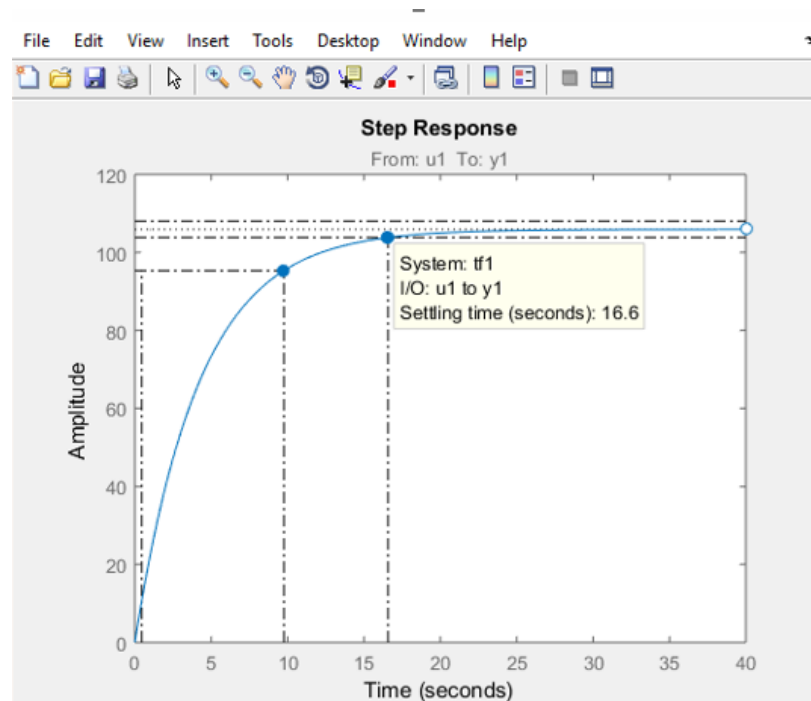 File Edit View Insert Tools Desktop Window Help
Step Response
From: u1 To: y1
120
100
80
60
40
20
0
Amplitude
System: tf1
I/O: u1 to y1
Settling time (seconds): 16.6
0 5 10 15 20 25 30 35 40
Time (seconds)